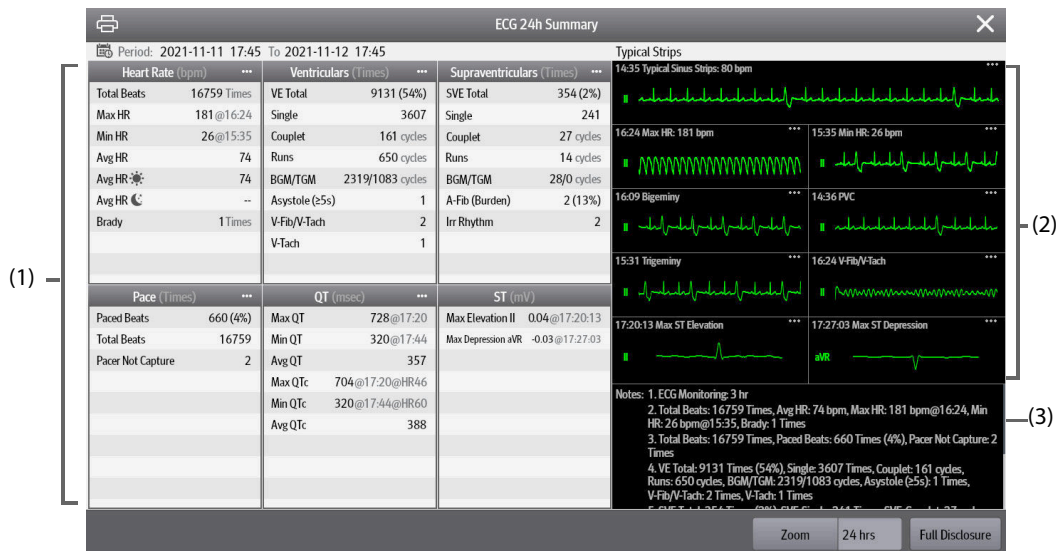 ECG 24h Summary
Period: 2021-11-11 17:45 To 2021-11-12 17:45
Typical Strips
(1)
Heart Rate (bpm) •••
Total Beats 16759 Times
Max HR 181@16:24
Min HR 26@15:35
Avg HR 74
Avg HR 74
Avg HR --
Brady 1 Times
Ventriculars (Times) •••
VE Total 9131 (54%)
Single 3607
Couplet 161 cycles
Runs 650 cycles
BGM/TGM 2319/1083 cycles
Asystole (≥5s) 1
V-Fib/V-Tach 2
V-Tach 1
Supraventriculars (Times) •••
SVE Total 354 (2%)
Single 241
Couplet 27 cycles
Runs 14 cycles
BGM/TGM 28/0 cycles
A-Fib (Burden) 2 (13%)
Irr Rhythm 2
Pace (Times) •••
Paced Beats 660 (4%)
Total Beats 16759
Pacer Not Capture 2
QT (msec) •••
Max QT 728@17:20
Min QT 320@17:44
Avg QT 357
Max QTc 704@17:20@HR46
Min QTc 320@17:44@HR60
Avg QTc 388
ST (mV)
Max Elevation II 0.04@17:20:13
Max Depression aVR -0.03@17:27:03
14:35 Typical Sinus Strips: 80 bpm •••
II
16:24 Max HR: 181 bpm •••
II
15:35 Min HR: 26 bpm •••
II
16:09 Bigeminy •••
II
14:36 PVC •••
II
15:31 Trigeminy •••
II
16:24 V-Fib/V-Tach •••
II
17:20:13 Max ST Elevation •••
II
17:27:03 Max ST Depression •••
aVR
(2)
Notes: 1. ECG Monitoring: 3 hr
2. Total Beats: 16759 Times, Avg HR: 74 bpm, Max HR: 181 bpm@16:24, Min
HR: 26 bpm@15:35, Brady: 1 Times
3. Total Beats: 16759 Times, Paced Beats: 660 Times (4%), Pacer Not Capture: 2
Times
4. VE Total: 9131 Times (54%), Single: 3607 Times, Couplet: 161 cycles,
Runs: 650 cycles, BGM/TGM: 2319/1083 cycles, Asystole (≥5s): 1 Times,
V-Fib/V-Tach: 2 Times, V-Tach: 1 Times
(3)
Zoom 24 hrs Full Disclosure